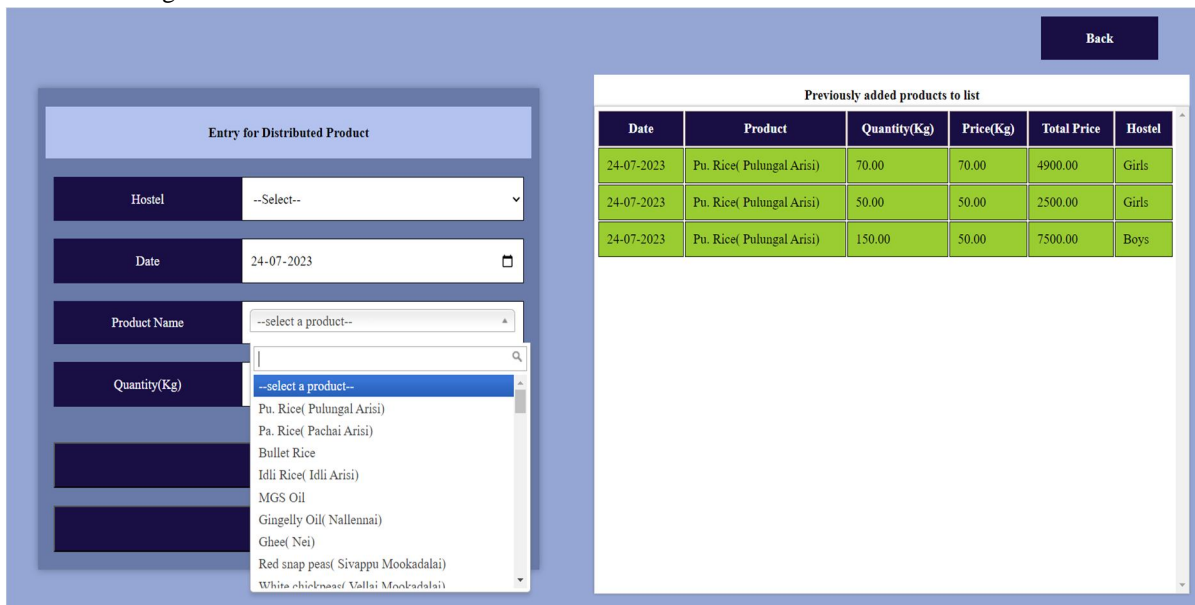 Back
Entry for Distributed Product
Hostel --Select--
Date 24-07-2023
Product Name --select a product--
Quantity(Kg)
--select a product--
Pu. Rice( Pulungal Arisi)
Pa. Rice( Pachai Arisi)
Bullet Rice
Idli Rice( Idli Arisi)
MGS Oil
Gingelly Oil( Nallennai)
Ghee( Nei)
Red snap peas( Sivappu Mookadalai)
White chickpeas( Vellai Mookadalai)
Previously added products to list
Date Product Quantity(Kg) Price(Kg) Total Price Hostel
24-07-2023 Pu. Rice( Pulungal Arisi) 70.00 70.00 4900.00 Girls
24-07-2023 Pu. Rice( Pulungal Arisi) 50.00 50.00 2500.00 Girls
24-07-2023 Pu. Rice( Pulungal Arisi) 150.00 50.00 7500.00 Boys